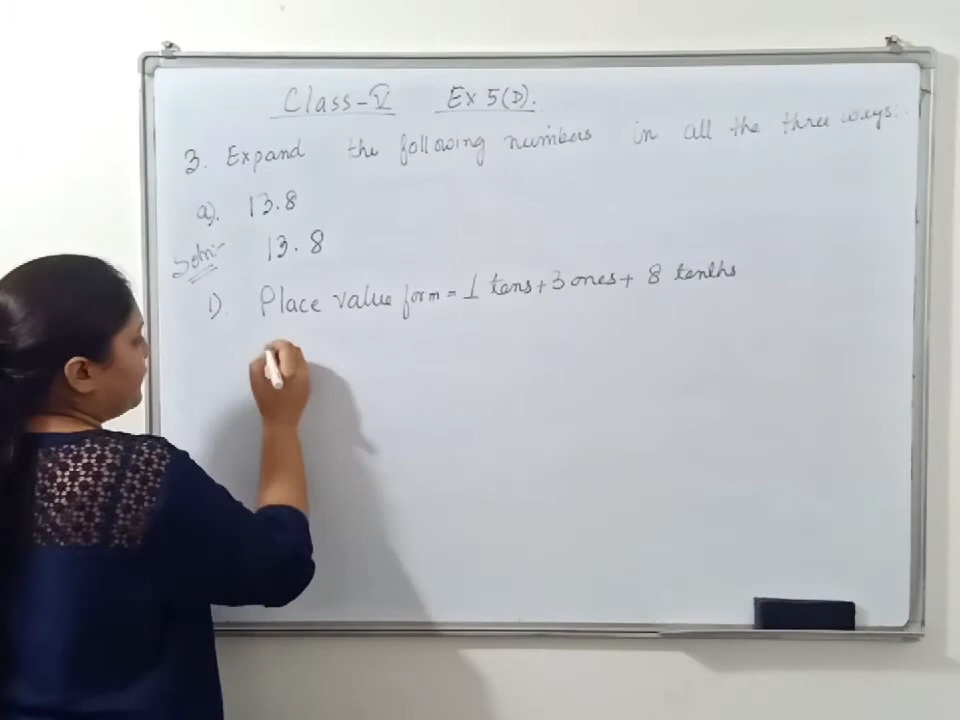 Class-V Ex 5(D).
3. Expand the following numbers in all the three ways:
a). 13.8
Soln:- 13.8
1). Place value form = 1 tens + 3 ones + 8 tenths